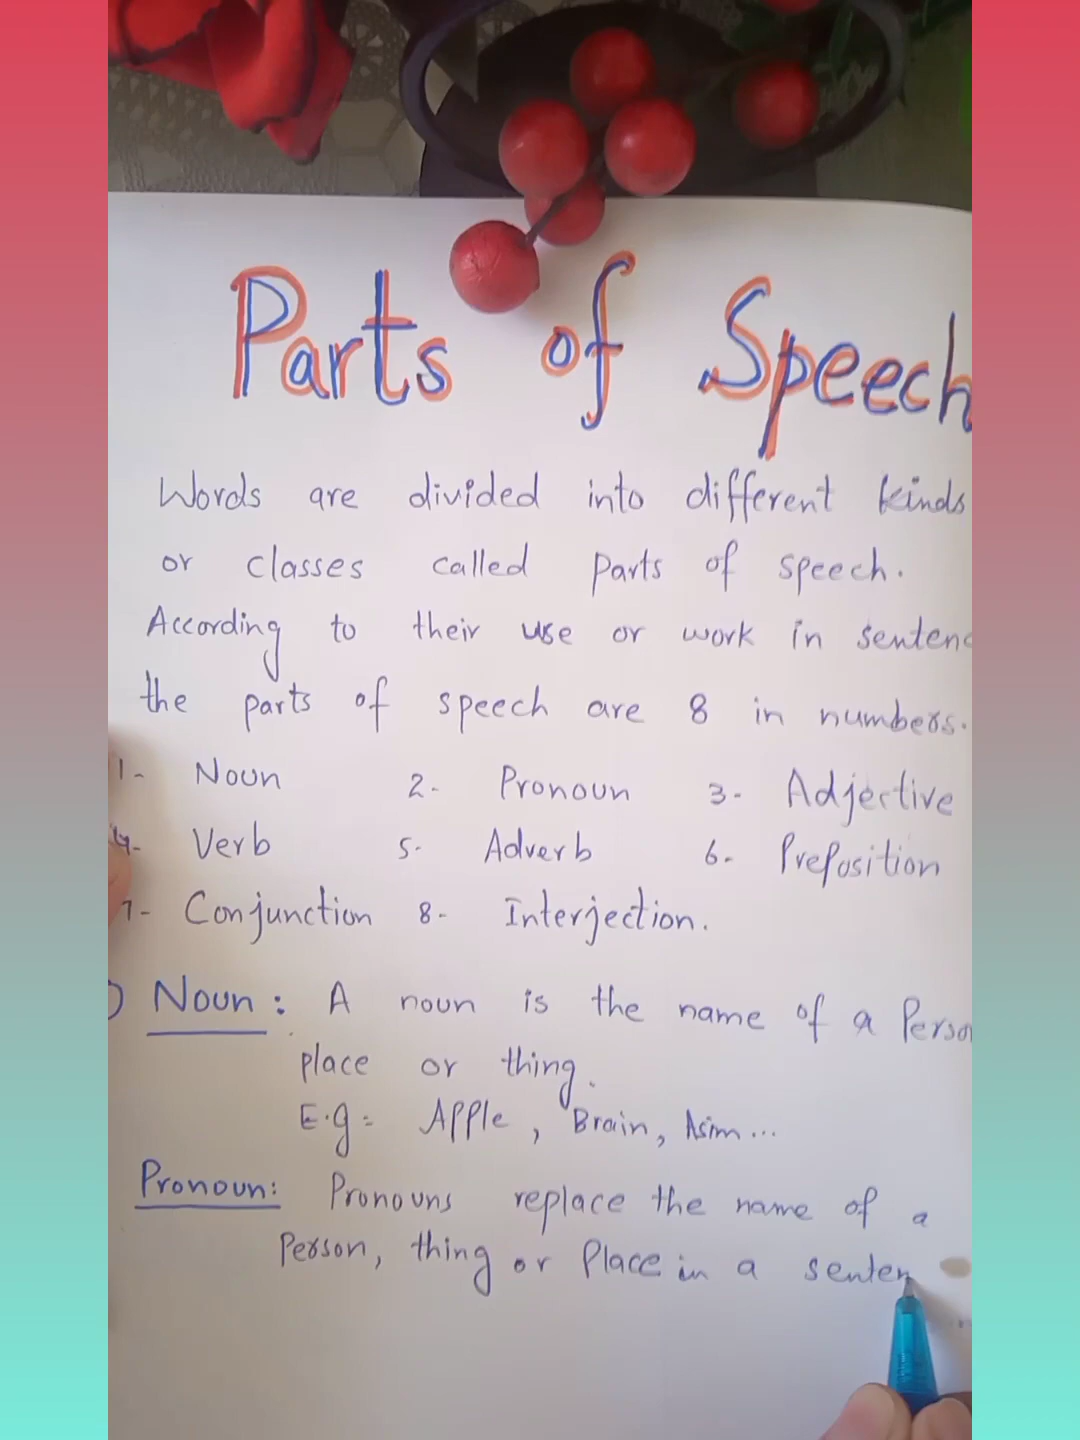 Parts of Speech
Words are divided into different kinds
or classes called parts of speech.
According to their use or work in sentenc
the parts of speech are 8 in numbers.
1- Noun 2- Pronoun 3- Adjective
4- Verb 5- Adverb 6- Preposition
7- Conjunction 8- Interjection.
) Noun: A noun is the name of a Perso
place or thing.
E.g= Apple, Brain, Asim...
Pronoun: Pronouns replace the name of a
Person, thing or Place in a senten